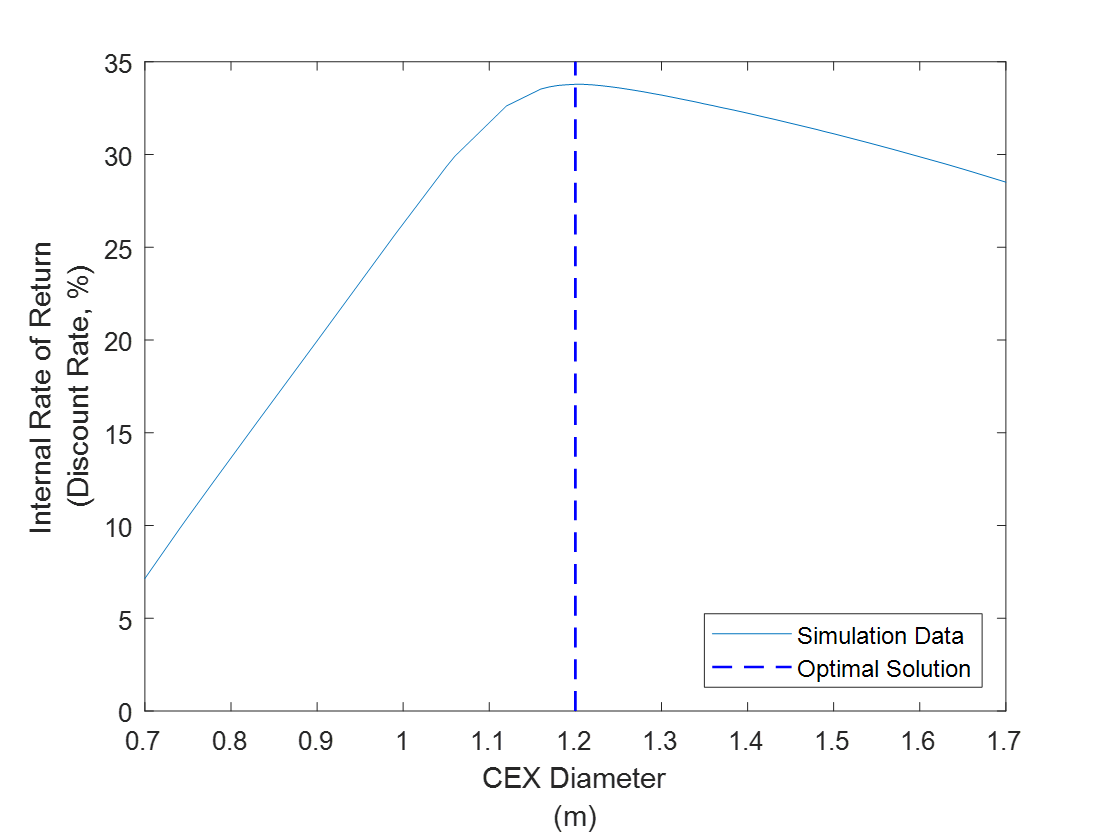 Internal Rate of Return
(Discount Rate, %)
35
30
25
20
15
10
5
0
0.7 0.8 0.9 1 1.1 1.2 1.3 1.4 1.5 1.6 1.7
CEX Diameter
(m)
Simulation Data
Optimal Solution